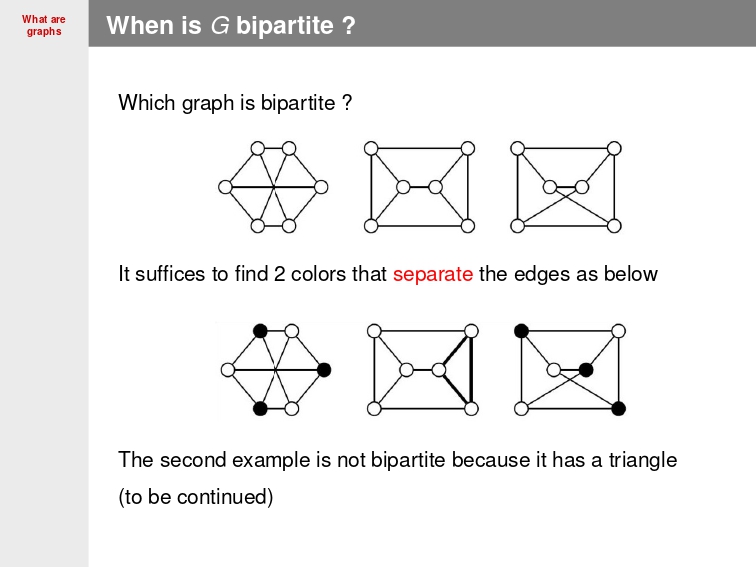 What are
graphs
When is G bipartite ?
Which graph is bipartite ?
It suffices to find 2 colors that separate the edges as below
The second example is not bipartite because it has a triangle
(to be continued)